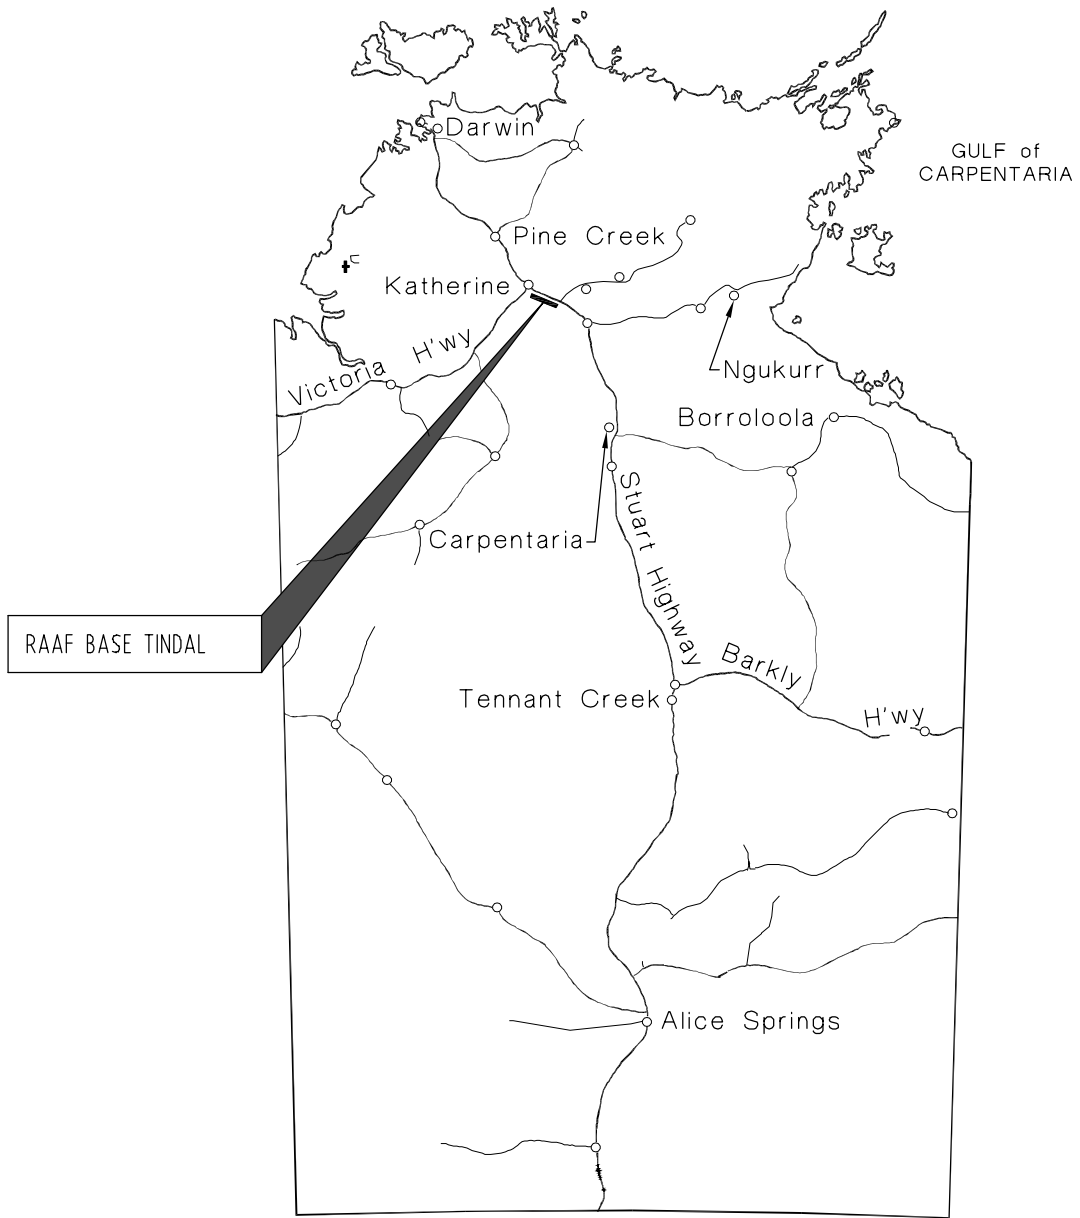 Darwin
GULF of
CARPENTARIA
Pine Creek
Katherine
Victoria H'wy
Ngukurr
Borroloola
Stuart Highway
Carpentaria
RAAF BASE TINDAL
Barkly H'wy
Tennant Creek
Alice Springs